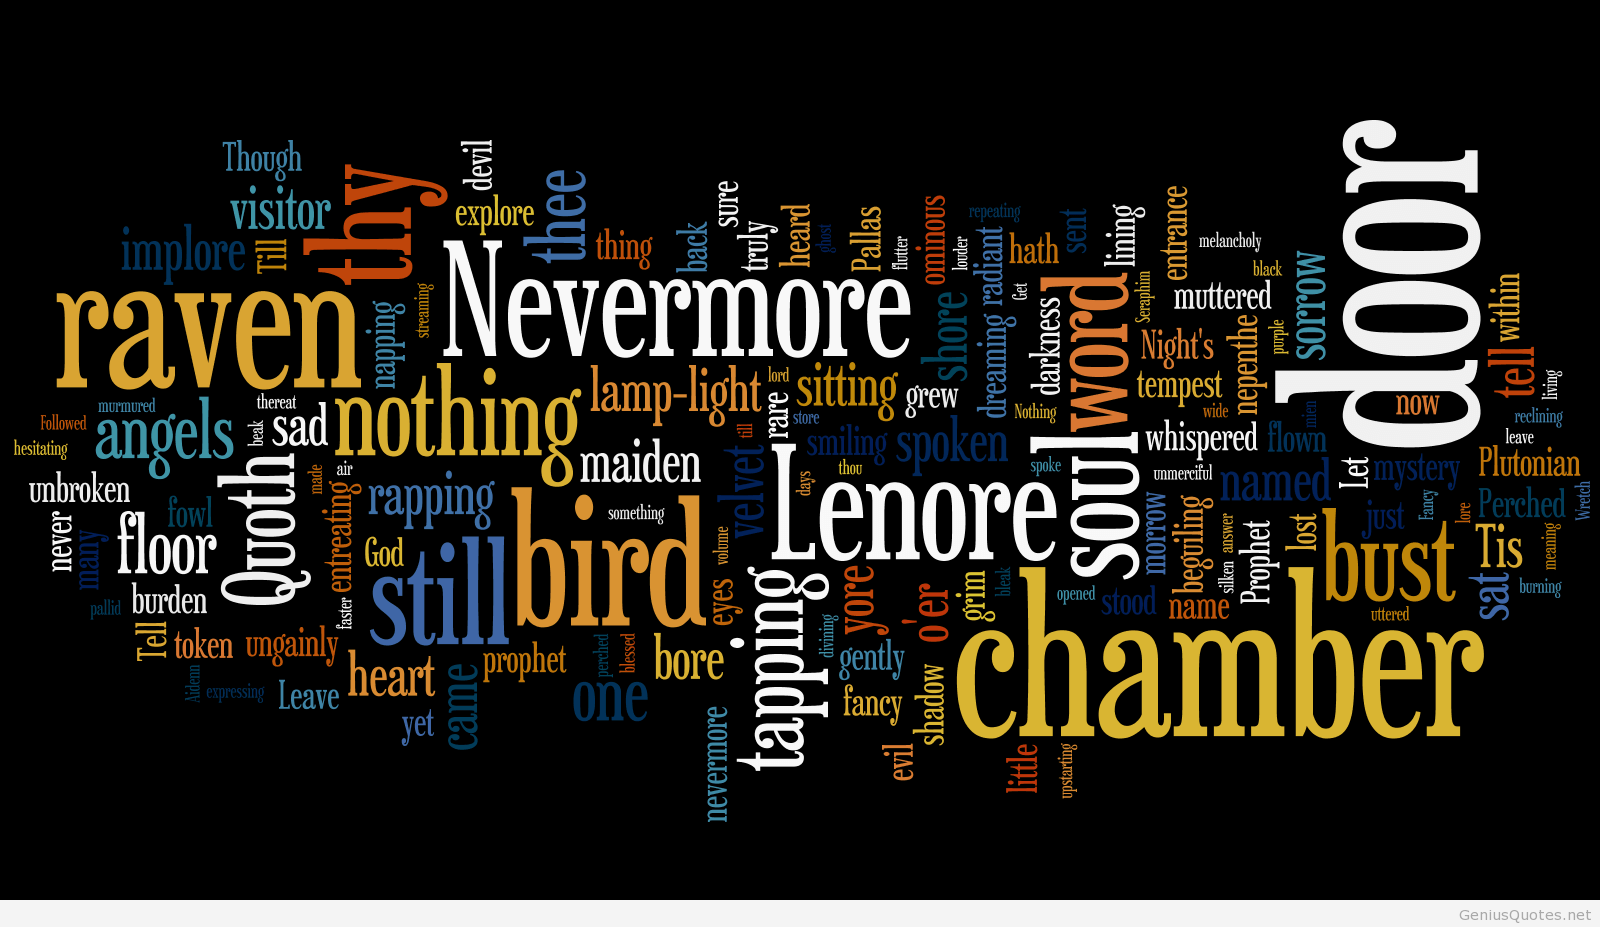 Though
devil
visitor
thy
explore
thee
implore
Till
thing
back
sure
truly
heard
ghost
Pallas
flutter
ominous
louder
repeating
radiant
hath
sent
lining
entrance
melancholy
black
sorrow
door
raven
napping
streaming
Nevermore
shore
dreaming
Get
darkness
word
Seraphim
muttered
Night's
nepenthe
purple
within
tell
living
Followed
murmured
thereat
hesitating
angels
beak
sad
nothing
lamp-light
lord
rare
sitting
store
grew
Nothing
tempest
wide
mien
now
reclining
leave
unbroken
Quoth
made
air
maiden
till
velvet
smiling
spoken
thou
days
spoke
soul
whispered
flown
unmerciful
named
Let
mystery
Plutonian
never
many
fowl
floor
entreating
rapping
God
something
volume
Lenore
morrow
beguiling
answer
silken
Prophet
lost
just
Fancy
lore
Perched
Wretch
Tis
meaning
pallid
burden
faster
still
bird
eyes
tapping
yore
o'er
grim
bleak
opened
stood
name
bust
uttered
sat
burning
Tell
token
ungainly
heart
prophet
perched
blessed
bore
divining
gently
chamber
Aidenn
expressing
Leave
yet
came
one
nevermore
fancy
shadow
evil
little
upstarting
GeniusQuotes.net